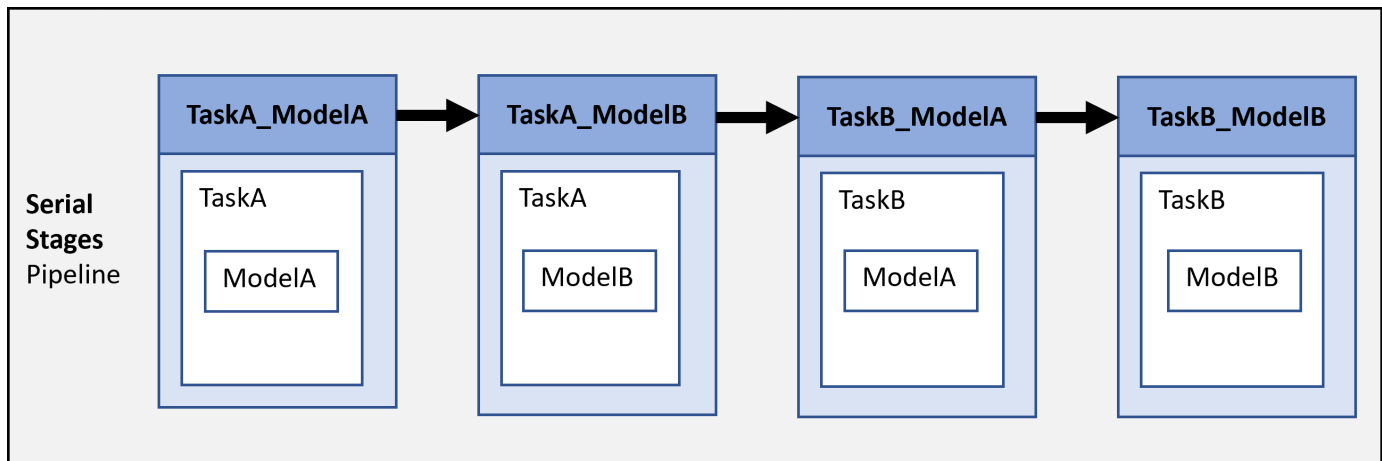 TaskA_ModelA
TaskA_ModelB
TaskB_ModelA
TaskB_ModelB
Serial
Stages
Pipeline
TaskA
ModelA
TaskA
ModelB
TaskB
ModelA
TaskB
ModelB